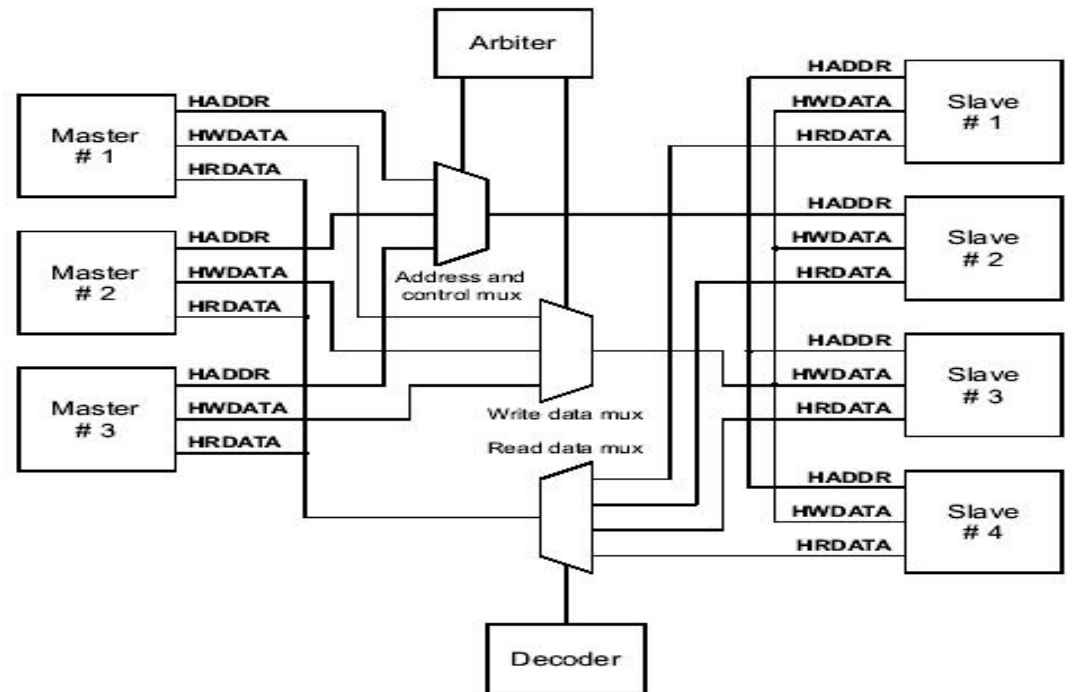 Arbiter
Master
# 1
HADDR
HWDATA
HRDATA
Master
# 2
HADDR
HWDATA
HRDATA
Master
# 3
HADDR
HWDATA
HRDATA
Address and
control mux
Write data mux
Read data mux
Decoder
HADDR
HWDATA
HRDATA
Slave
# 1
HADDR
HWDATA
HRDATA
Slave
# 2
HADDR
HWDATA
HRDATA
Slave
# 3
HADDR
HWDATA
HRDATA
Slave
# 4